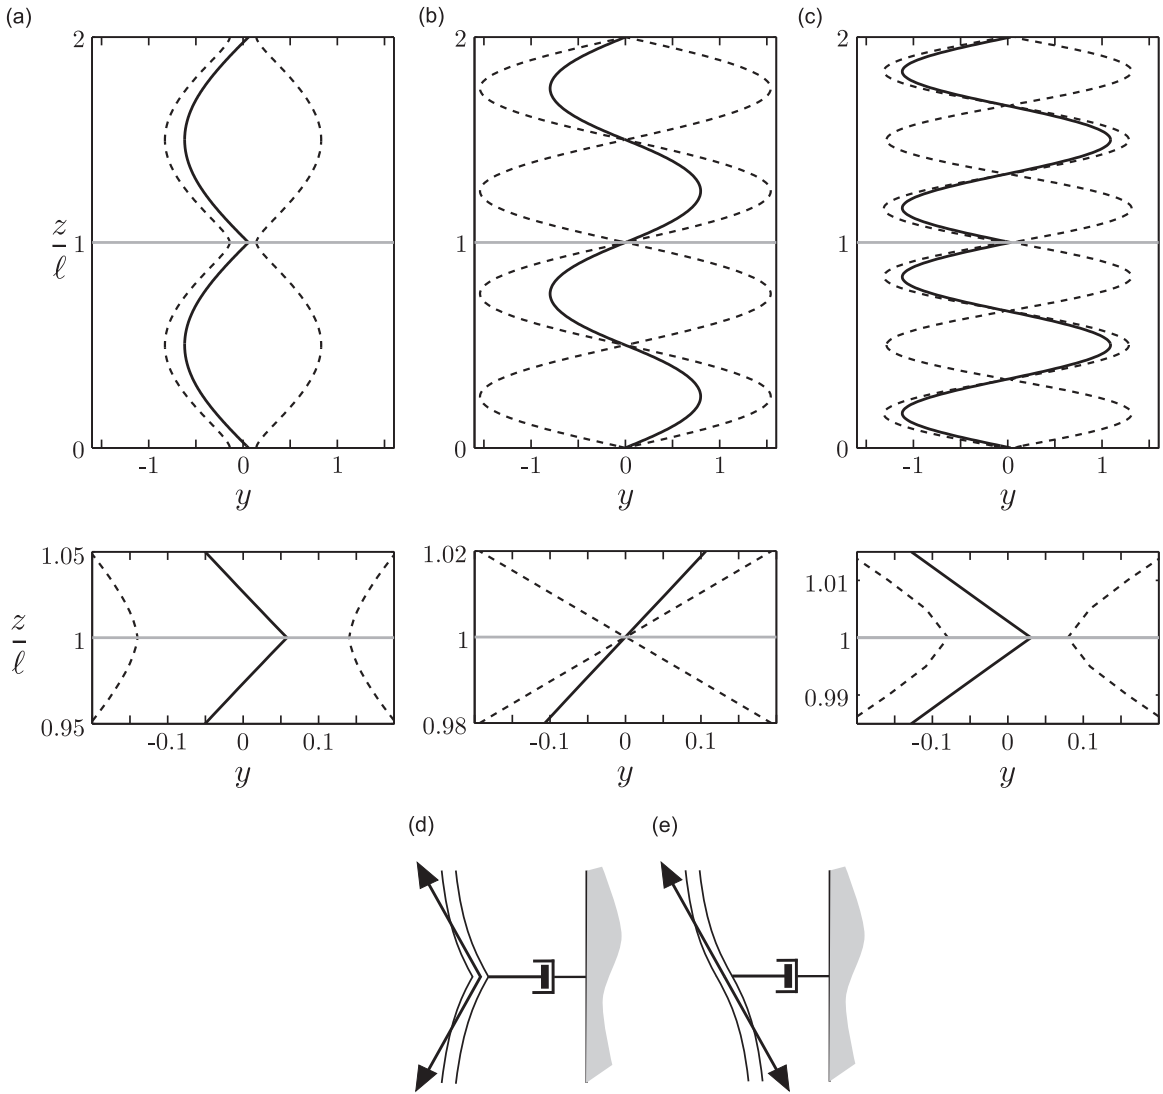 (a) (b) (c)
2 2 2
z/ℓ 1 1 1
0 0 0
-1 0 1 -1 0 1 -1 0 1
y y y
1.05 1.02 1.01
z/ℓ 1 1 1
0.95 0.98 0.99
-0.1 0 0.1 -0.1 0 0.1 -0.1 0 0.1
y y y
(d) (e)